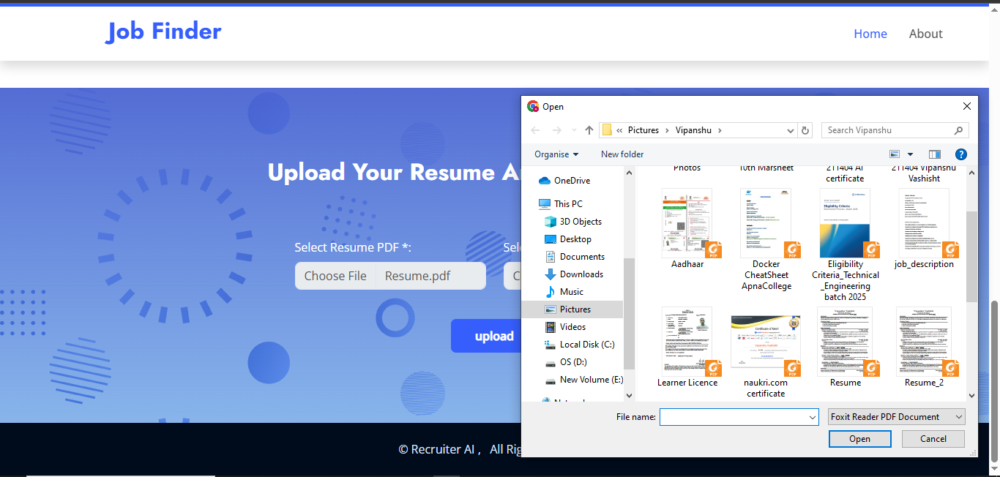 Job Finder
Home
About
Upload Your Resume A
Select Resume PDF *:
Sele
Choose File
Resume.pdf
C
upload
© Recruiter AI , All Rig
Open
« Pictures › Vipanshu ›
Search Vipanshu
Organise
New folder
?
OneDrive
This PC
3D Objects
Desktop
Documents
Downloads
Music
Pictures
Videos
Local Disk (C:)
OS (D:)
New Volume (E:)
Photos
10th Marsheet
211404 AI
certificate
211404 Vipanshu
Vashisht
Aadhaar
Docker
CheatSheet
ApnaCollege
Eligibility
Criteria_Technical
_Engineering
batch 2025
job_description
Learner Licence
naukri.com
certificate
Resume
Resume_2
File name:
Foxit Reader PDF Document
Open
Cancel